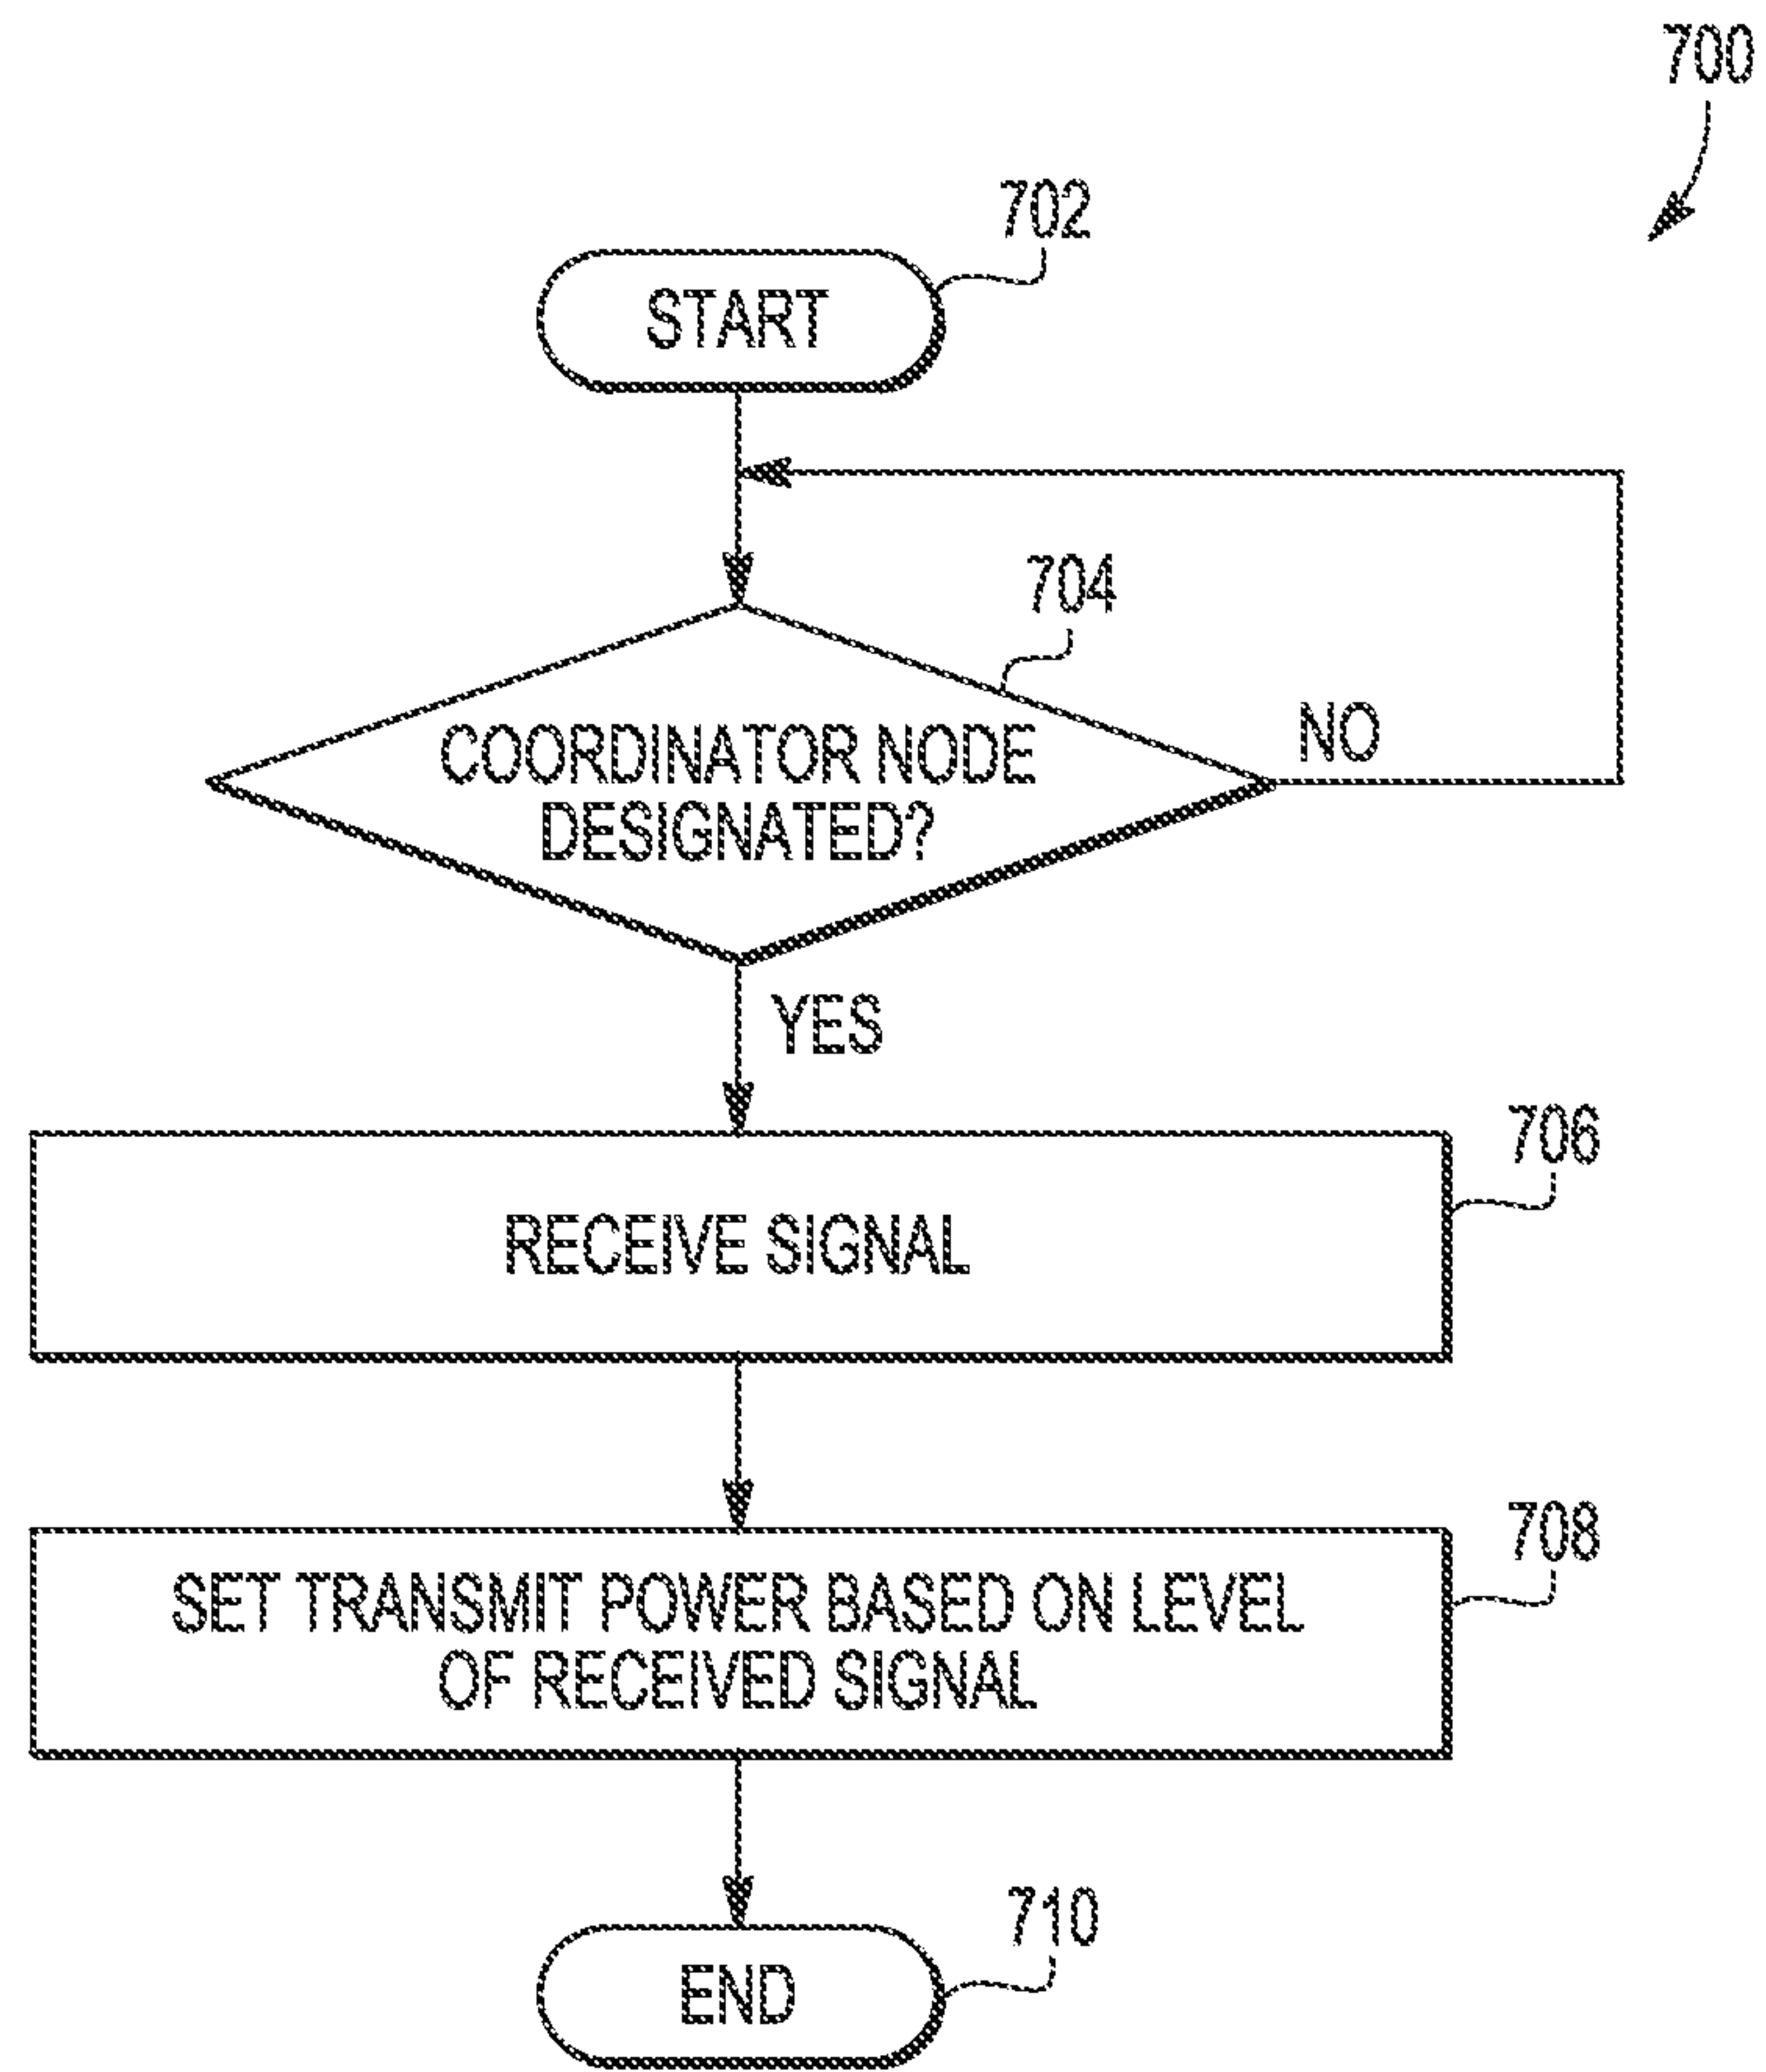 700
702
START
704
NO
COORDINATOR NODE
DESIGNATED?
YES
706
RECEIVE SIGNAL
708
SET TRANSMIT POWER BASED ON LEVEL
OF RECEIVED SIGNAL
710
END